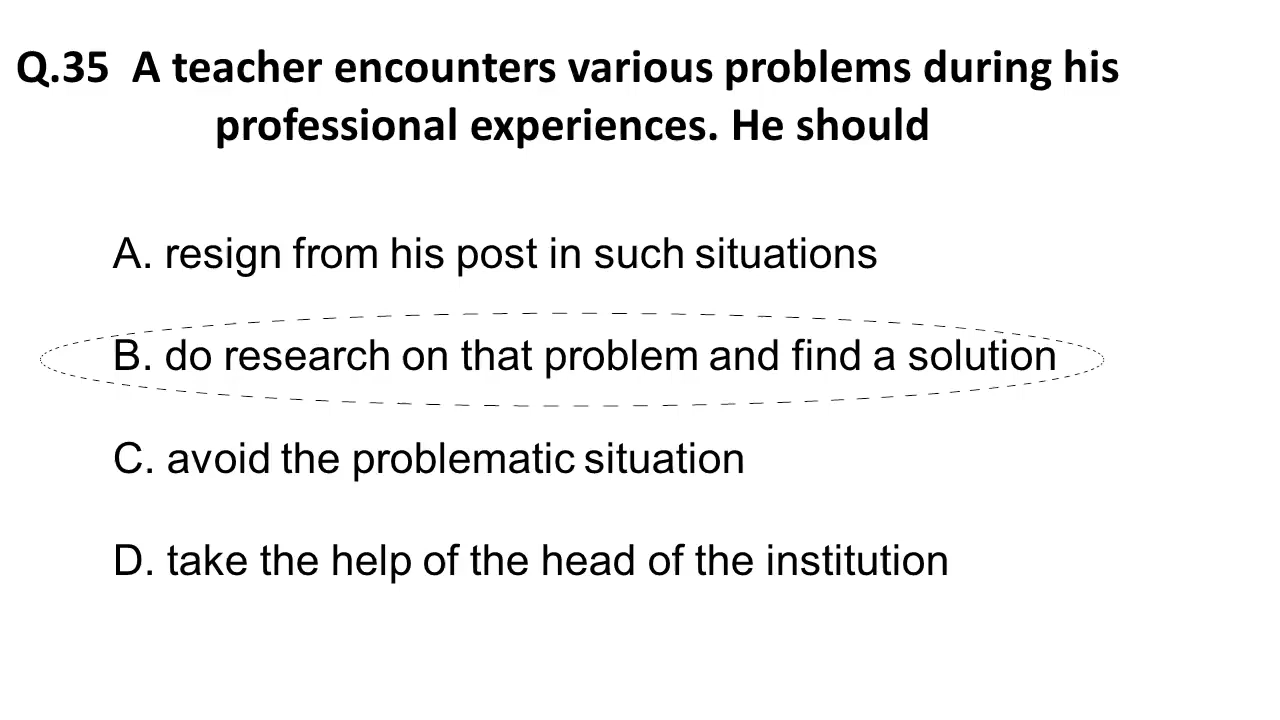 Q.35 A teacher encounters various problems during his
professional experiences. He should
A. resign from his post in such situations
B. do research on that problem and find a solution
C. avoid the problematic situation
D. take the help of the head of the institution